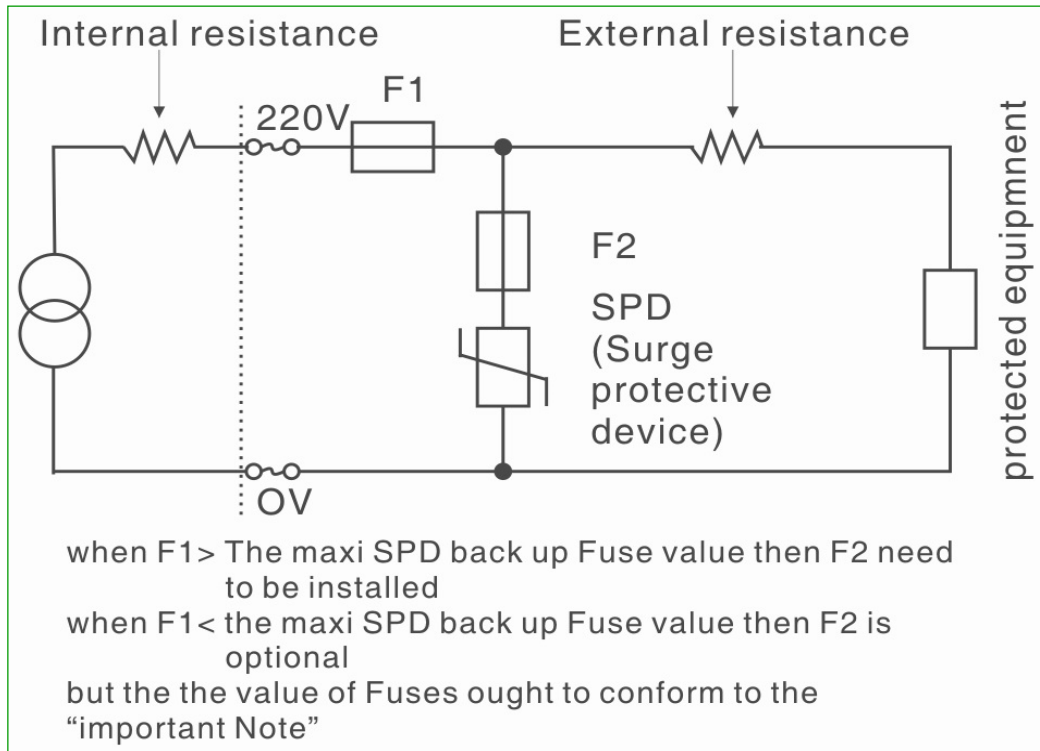 Internal resistance
External resistance
F1
220V
F2
SPD
(Surge
protective
device)
protected equipmnent
OV
when F1> The maxi SPD back up Fuse value then F2 need
to be installed
when F1< the maxi SPD back up Fuse value then F2 is
optional
but the the value of Fuses ought to conform to the
“important Note”